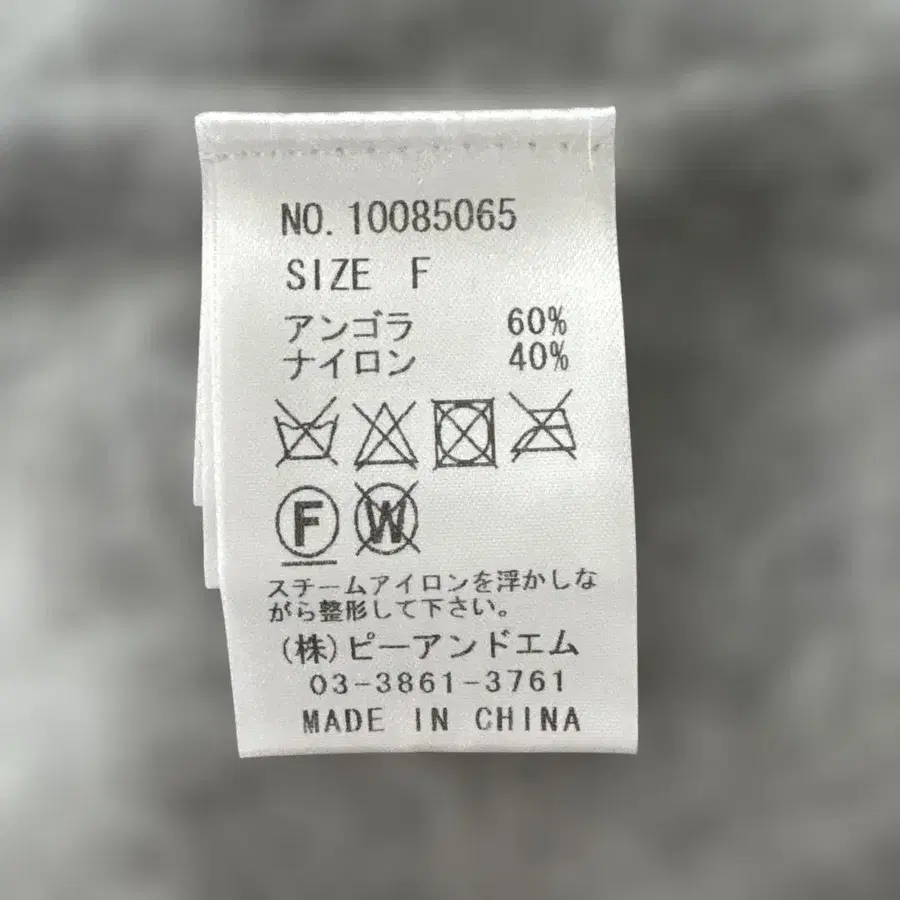 NO. 10085065
SIZE F
アンゴラ 60%
ナイロン 40%
F W
スチームアイロンを浮かしな
がら整形して下さい。
(株)ピーアンドエム
03-3861-3761
MADE IN CHINA